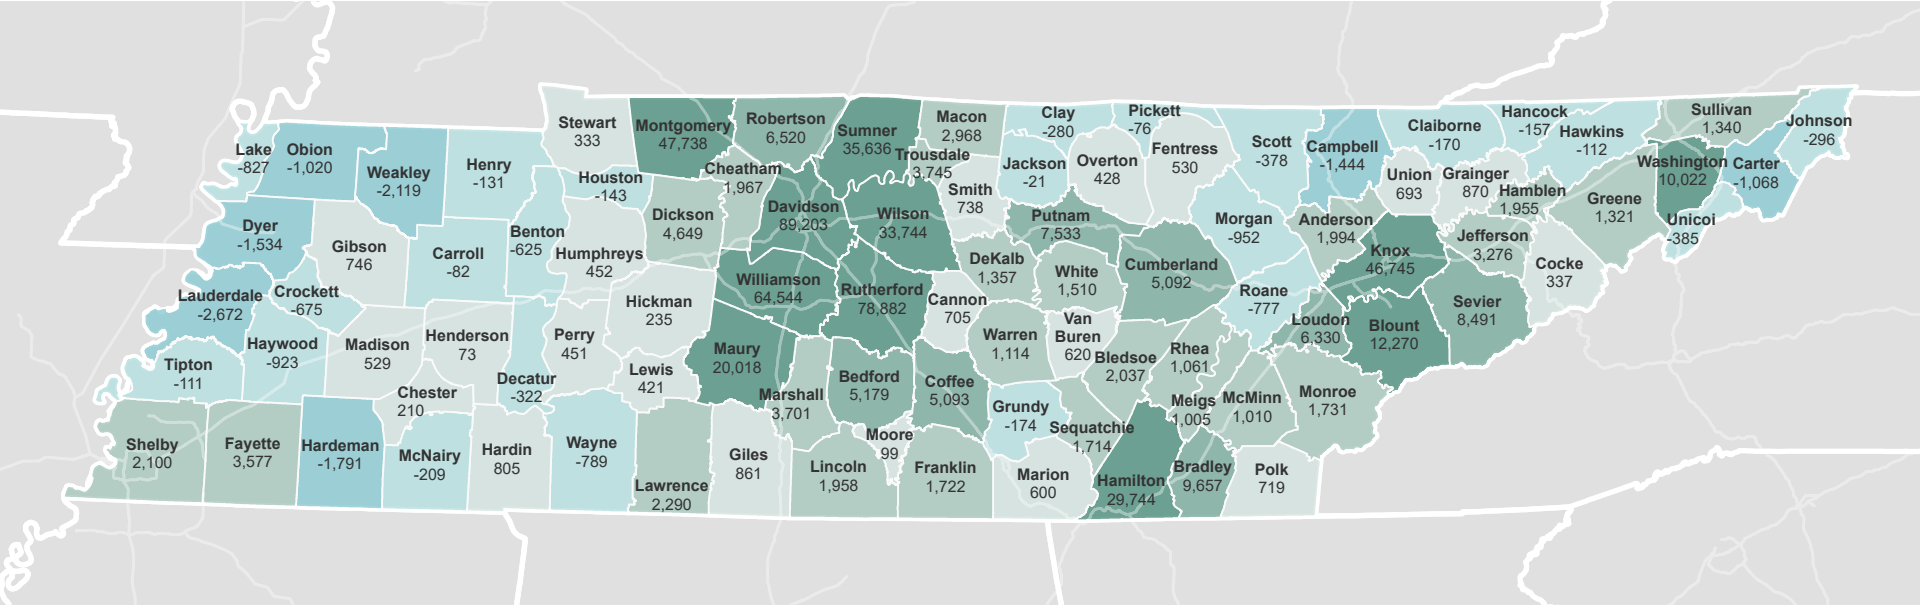 Stewart
333
Montgomery
47,738
Robertson
6,520
Sumner
35,636
Macon
2,968
Trousdale
3,745
Clay
-280
Pickett
-76
Scott
-378
Campbell
-1,444
Claiborne
-170
Hancock
-157
Hawkins
-112
Sullivan
1,340
Johnson
-296
Lake
-827
Obion
-1,020
Weakley
-2,119
Henry
-131
Houston
-143
Cheatham
1,967
Smith
738
Jackson
-21
Overton
428
Fentress
530
Union
693
Grainger
870
Hamblen
1,955
Greene
1,321
Washington
10,022
Carter
-1,068
Unicoi
-385
Dyer
-1,534
Gibson
746
Carroll
-82
Benton
-625
Humphreys
452
Dickson
4,649
Davidson
89,203
Wilson
33,744
Putnam
7,533
Morgan
-952
Anderson
1,994
Knox
46,745
Jefferson
3,276
Cocke
337
Lauderdale
-2,672
Crockett
-675
Hickman
235
Williamson
64,544
Rutherford
78,882
Cannon
705
DeKalb
1,357
White
1,510
Cumberland
5,092
Roane
-777
Loudon
6,330
Blount
12,270
Sevier
8,491
Tipton
-111
Haywood
-923
Madison
529
Henderson
73
Decatur
-322
Perry
451
Lewis
421
Maury
20,018
Marshall
3,701
Bedford
5,179
Coffee
5,093
Warren
1,114
Van
Buren
620
Bledsoe
2,037
Rhea
1,061
Meigs
1,005
McMinn
1,010
Monroe
1,731
Shelby
2,100
Fayette
3,577
Hardeman
-1,791
Chester
210
McNairy
-209
Hardin
805
Wayne
-789
Lawrence
2,290
Giles
861
Lincoln
1,958
Moore
99
Franklin
1,722
Grundy
-174
Marion
600
Sequatchie
1,714
Hamilton
29,744
Bradley
9,657
Polk
719